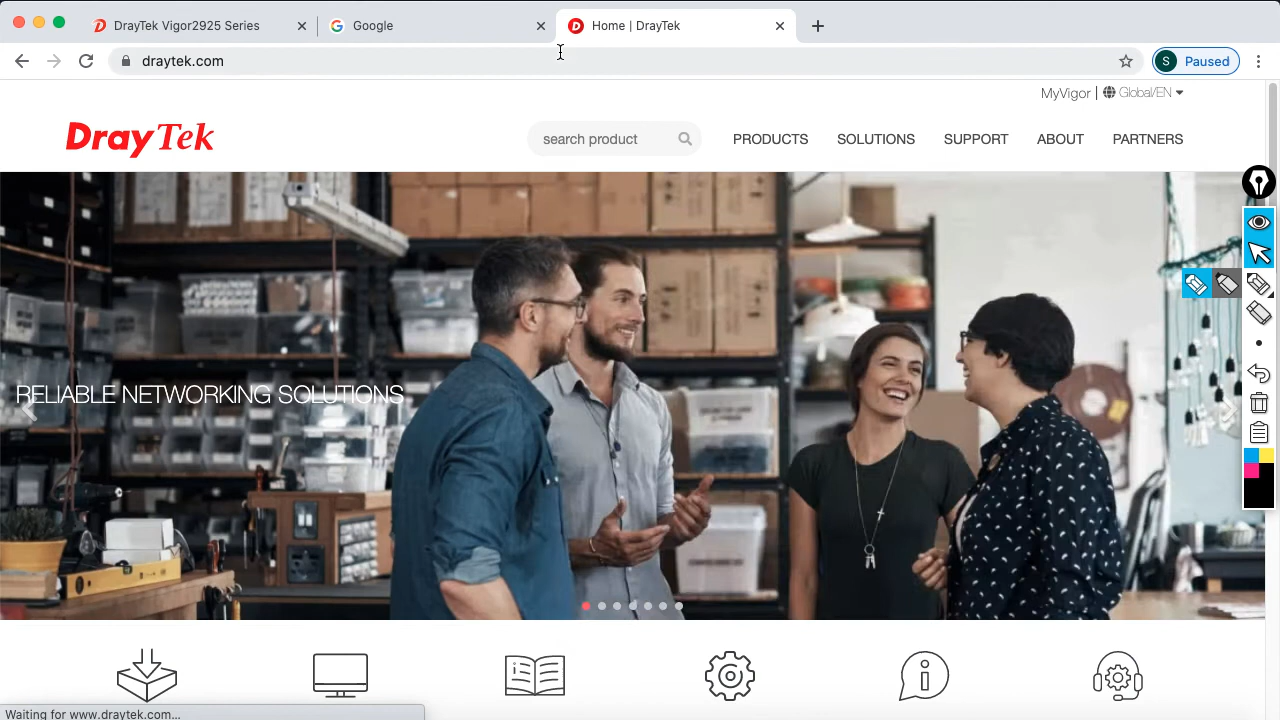 DrayTek Vigor2925 Series
Google
Home | DrayTek
draytek.com
S Paused
MyVigor | Global/EN
DrayTek
search product
PRODUCTS
SOLUTIONS
SUPPORT
ABOUT
PARTNERS
RELIABLE NETWORKING SOLUTIONS
Waiting for www.draytek.com...